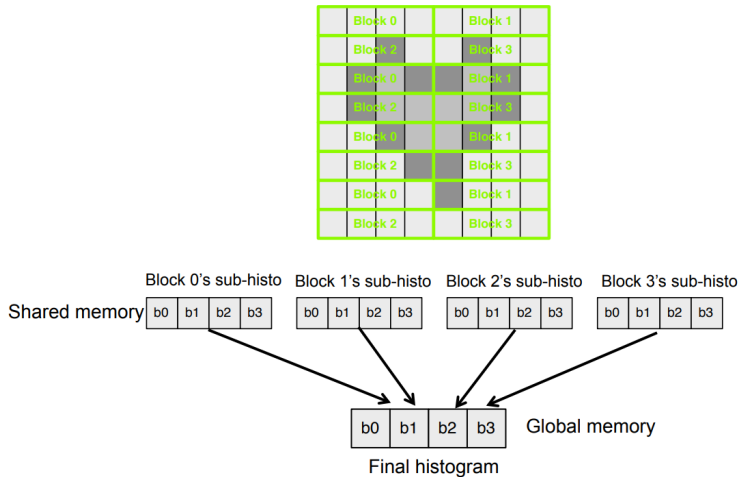 Block 0 Block 1
Block 2 Block 3
Block 0 Block 1
Block 2 Block 3
Block 0 Block 1
Block 2 Block 3
Block 0 Block 1
Block 2 Block 3
Block 0's sub-histo Block 1's sub-histo Block 2's sub-histo Block 3's sub-histo
Shared memory b0 b1 b2 b3 b0 b1 b2 b3 b0 b1 b2 b3 b0 b1 b2 b3
b0 b1 b2 b3 Global memory
Final histogram